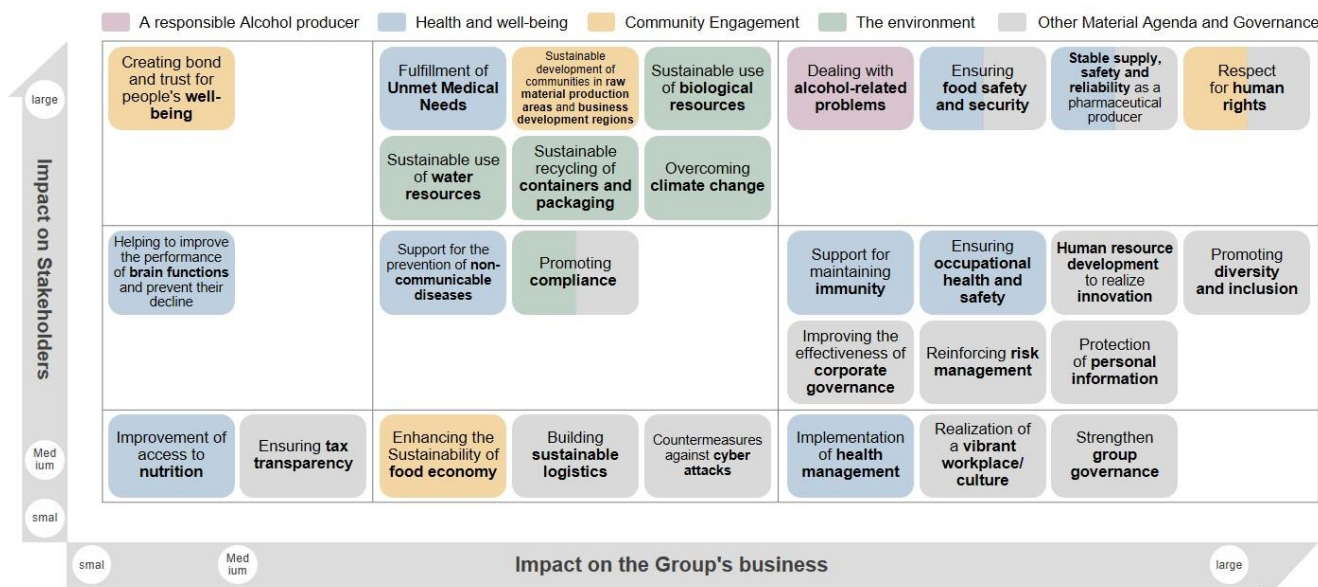 A responsible Alcohol producer
Health and well-being
Community Engagement
The environment
Other Material Agenda and Governance
large
Impact on Stakeholders
Med
ium
smal
Creating bond
and trust for
people's well-
being
Fulfillment of
Unmet Medical
Needs
Sustainable
development of
communities in raw
material production
areas and business
development regions
Sustainable use
of biological
resources
Dealing with
alcohol-related
problems
Ensuring
food safety
and security
Stable supply,
safety and
reliability as a
pharmaceutical
producer
Respect
for human
rights
Sustainable use
of water
resources
Sustainable
recycling of
containers and
packaging
Overcoming
climate change
Helping to improve
the performance
of brain functions
and prevent their
decline
Support for the
prevention of non-
communicable
diseases
Promoting
compliance
Support for
maintaining
immunity
Ensuring
occupational
health and
safety
Human resource
development
to realize
innovation
Promoting
diversity
and inclusion
Improving the
effectiveness of
corporate
governance
Reinforcing risk
management
Protection
of personal
information
Improvement of
access to
nutrition
Ensuring tax
transparency
Enhancing the
Sustainability of
food economy
Building
sustainable
logistics
Countermeasures
against cyber
attacks
Implementation
of health
management
Realization of
a vibrant
workplace/
culture
Strengthen
group
governance
smal
Med
ium
Impact on the Group's business
large